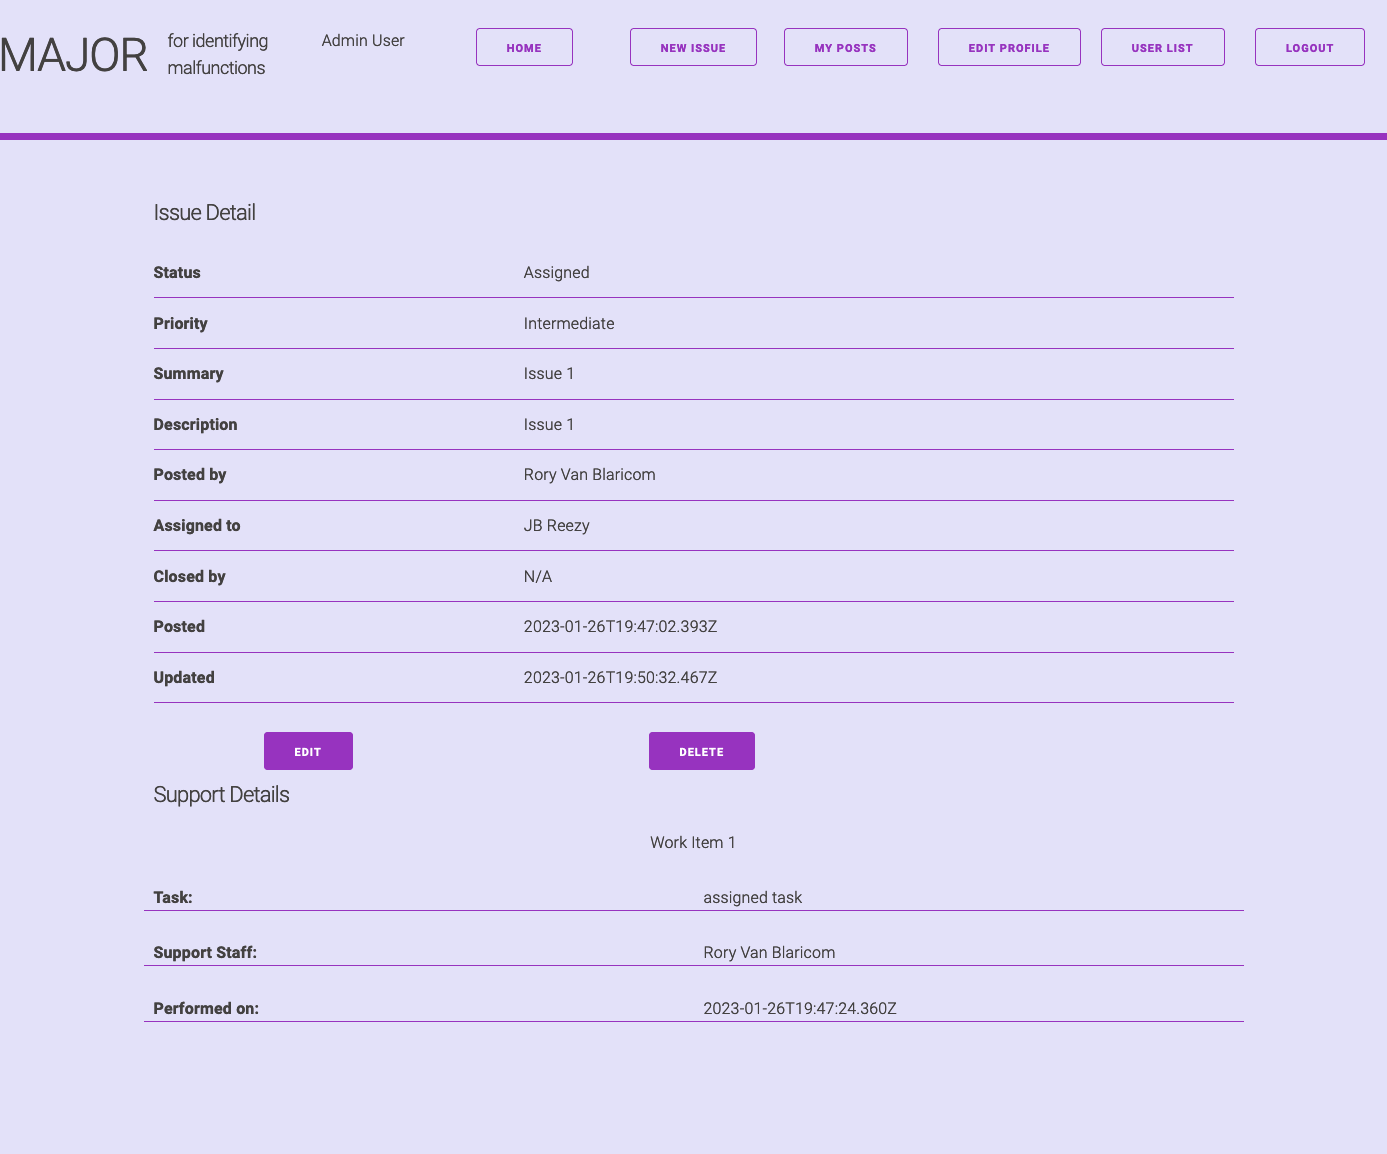 MAJOR
for identifying
malfunctions
Admin User
HOME
NEW ISSUE
MY POSTS
EDIT PROFILE
USER LIST
LOGOUT
Issue Detail
Status Assigned
Priority Intermediate
Summary Issue 1
Description Issue 1
Posted by Rory Van Blaricom
Assigned to JB Reezy
Closed by N/A
Posted 2023-01-26T19:47:02.393Z
Updated 2023-01-26T19:50:32.467Z
EDIT DELETE
Support Details
Work Item 1
Task: assigned task
Support Staff: Rory Van Blaricom
Performed on: 2023-01-26T19:47:24.360Z